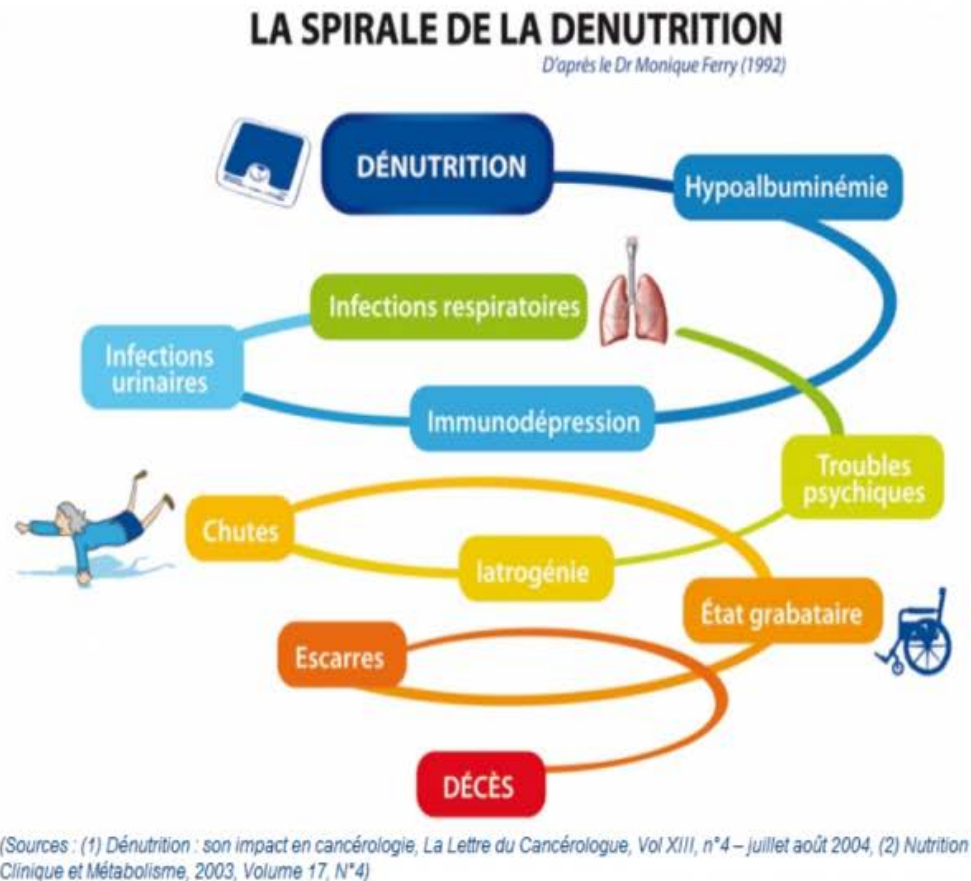 LA SPIRALE DE LA DENUTRITION
D'après le Dr Monique Ferry (1992)
DÉNUTRITION
Hypoalbuminémie
Infections respiratoires
Infections
urinaires
Immunodépression
Troubles
psychiques
Chutes
Iatrogénie
État grabataire
Escarres
DÉCÈS
(Sources : (1) Dénutrition : son impact en cancérologie, La Lettre du Cancérologue, Vol XIII, n°4 – juillet août 2004, (2) Nutrition
Clinique et Métabolisme, 2003, Volume 17, N°4)